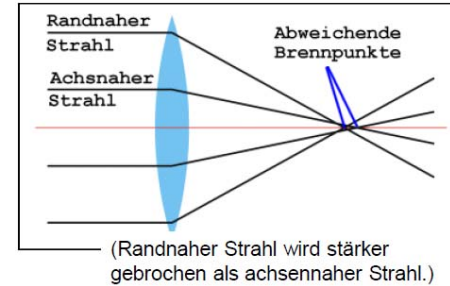 Randnaher
Strahl
Achsnaher
Strahl
Abweichende
Brennpunkte
(Randnaher Strahl wird stärker
gebrochen als achsennaher Strahl.)